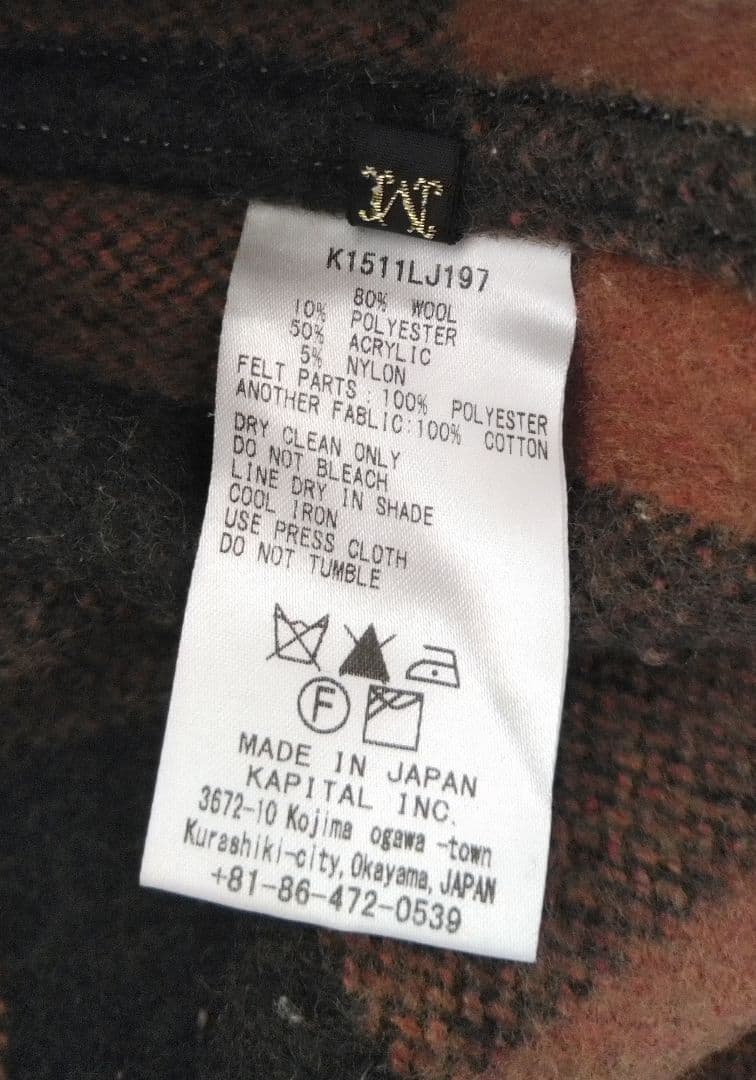 M
K1511LJ197
80% WOOL
10% POLYESTER
50% ACRYLIC
5% NYLON
FELT PARTS : 100% POLYESTER
ANOTHER FABLIC:100% COTTON
DRY CLEAN ONLY
DO NOT BLEACH
LINE DRY IN SHADE
COOL IRON
USE PRESS CLOTH
DO NOT TUMBLE
F
MADE IN JAPAN
KAPITAL INC.
3672-10 Kojima ogawa -town
Kurashiki-city, Okayama, JAPAN
+81-86-472-0539